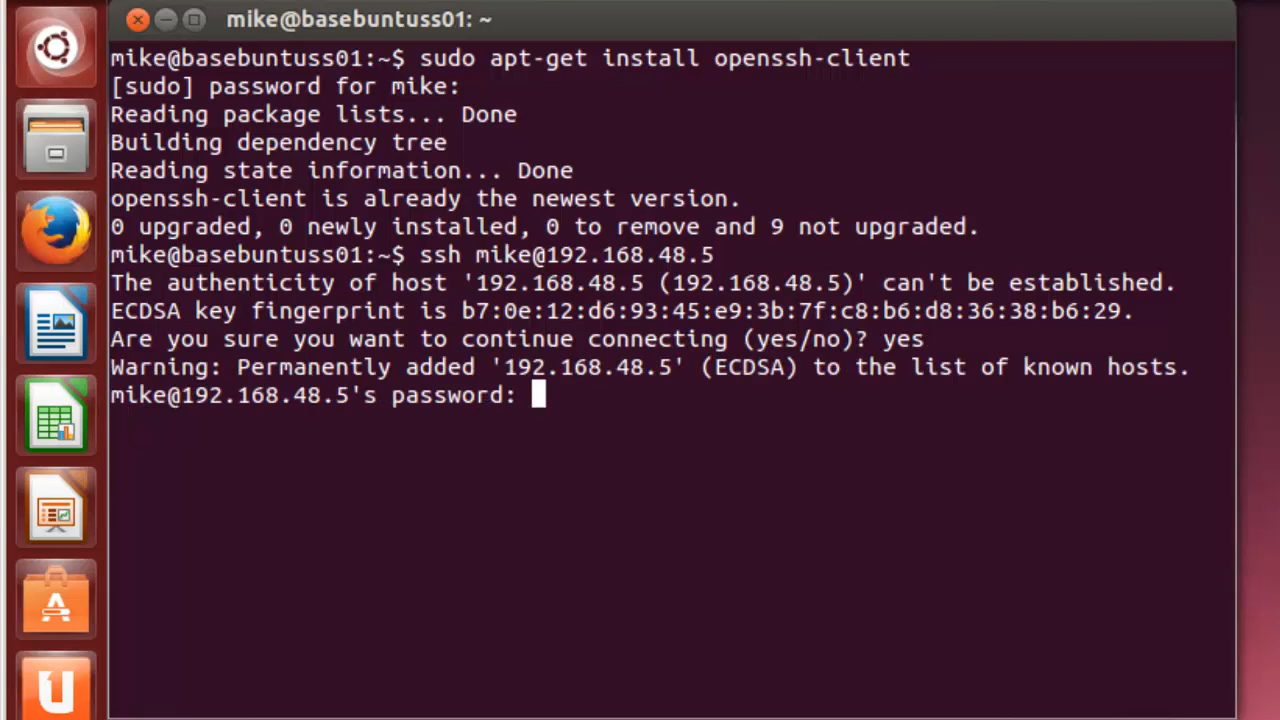 mike@basebuntuss01: ~
mike@basebuntuss01:~$ sudo apt-get install openssh-client
[sudo] password for mike:
Reading package lists... Done
Building dependency tree
Reading state information... Done
openssh-client is already the newest version.
0 upgraded, 0 newly installed, 0 to remove and 9 not upgraded.
mike@basebuntuss01:~$ ssh mike@192.168.48.5
The authenticity of host '192.168.48.5 (192.168.48.5)' can't be established.
ECDSA key fingerprint is b7:0e:12:d6:93:45:e9:3b:7f:c8:b6:d8:36:38:b6:29.
Are you sure you want to continue connecting (yes/no)? yes
Warning: Permanently added '192.168.48.5' (ECDSA) to the list of known hosts.
mike@192.168.48.5's password: